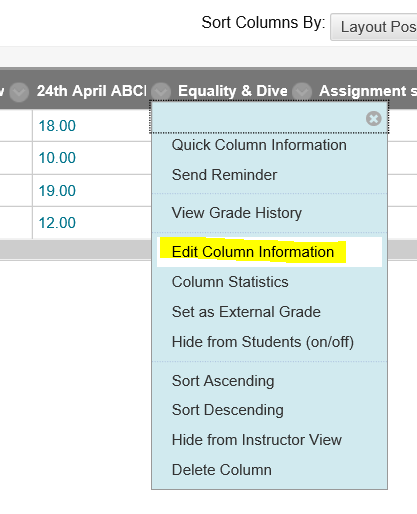 Sort Columns By: Layout Pos
24th April ABCI Equality & Dive Assignment s
18.00
10.00
19.00
12.00
Quick Column Information
Send Reminder
View Grade History
Edit Column Information
Column Statistics
Set as External Grade
Hide from Students (on/off)
Sort Ascending
Sort Descending
Hide from Instructor View
Delete Column